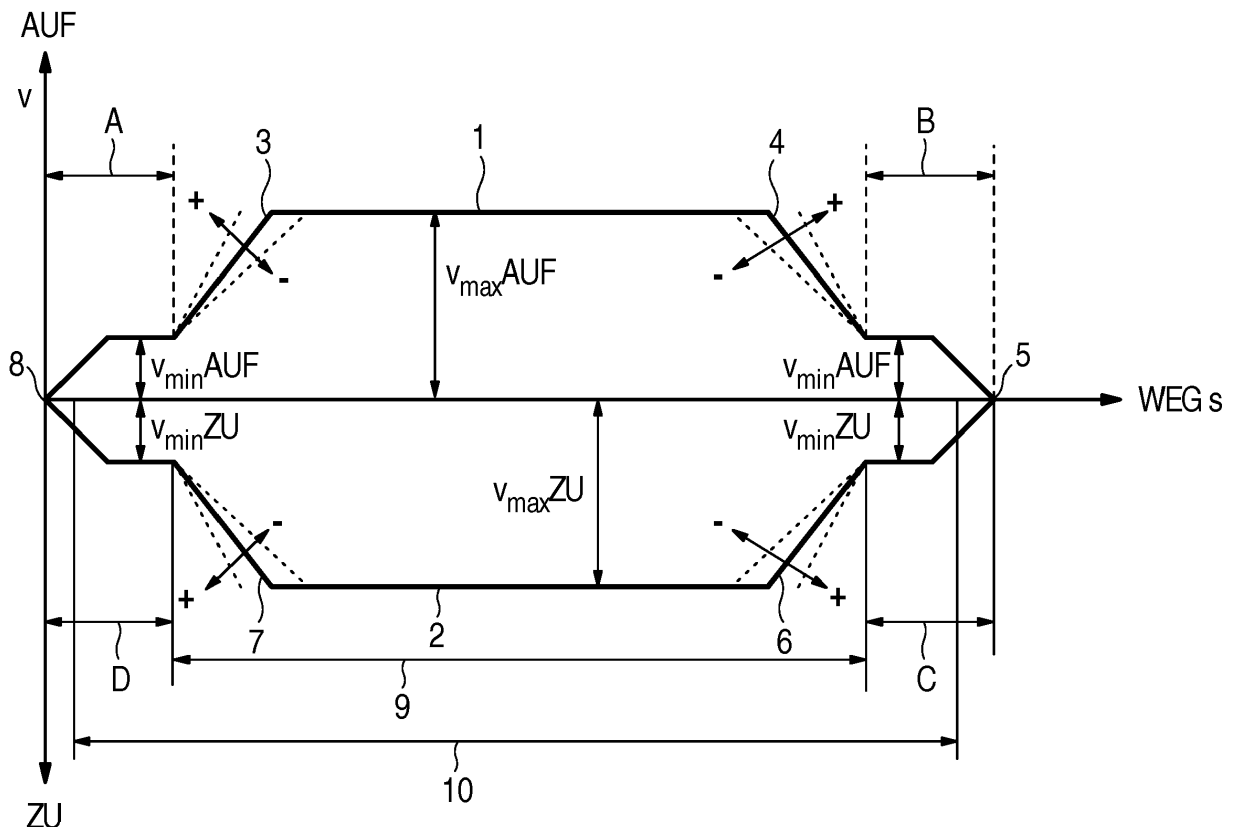 AUF
v
A
3
1
4
B
+
+
-
-
vmaxAUF
8
vminAUF
vminAUF
5
WEG s
vminZU
vminZU
vmaxZU
-
-
+
+
7
2
6
D
C
9
10
ZU